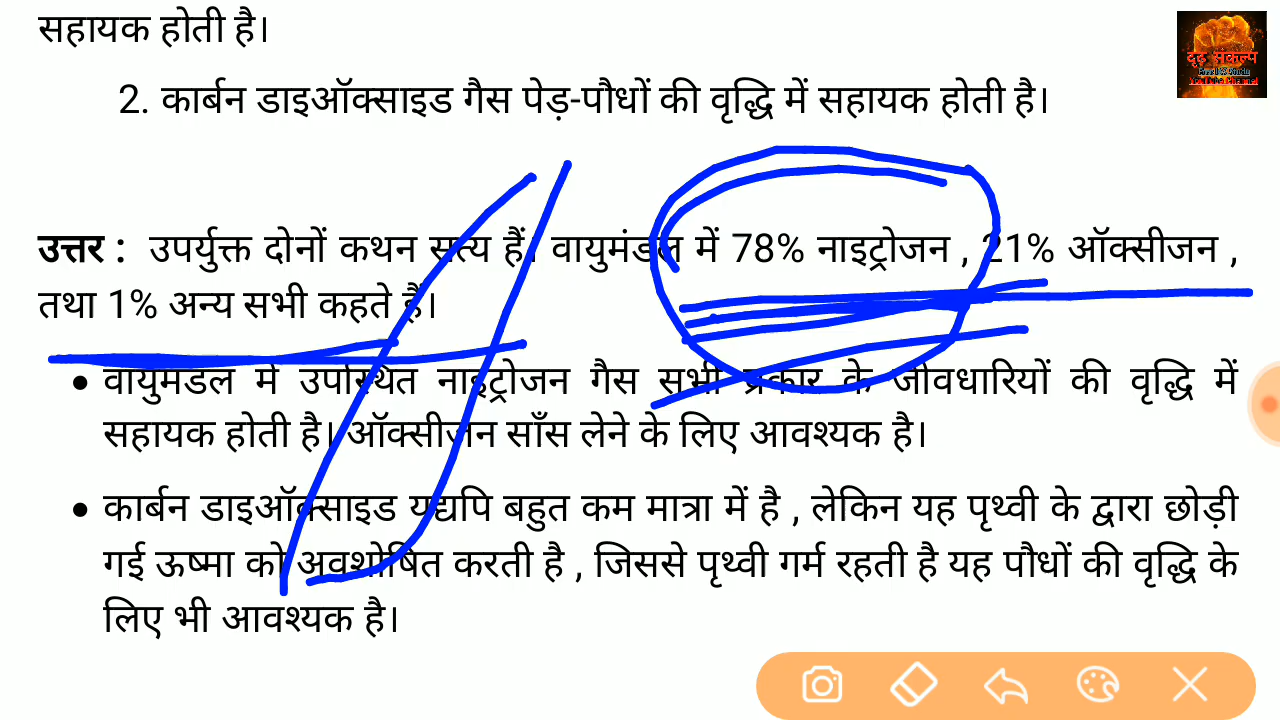 सहायक होती है।
2. कार्बन डाइऑक्साइड गैस पेड़-पौधों की वृद्धि में सहायक होती है।
उत्तर : उपर्युक्त दोनों कथन सत्य हैं। वायुमंडल में 78% नाइट्रोजन , 21% ऑक्सीजन ,
तथा 1% अन्य सभी कहते हैं।
• वायुमंडल में उपस्थित नाइट्रोजन गैस सभी प्रकार के जीवधारियों की वृद्धि में
सहायक होती है। ऑक्सीजन साँस लेने के लिए आवश्यक है।
• कार्बन डाइऑक्साइड यद्यपि बहुत कम मात्रा में है , लेकिन यह पृथ्वी के द्वारा छोड़ी
गई ऊष्मा को अवशोषित करती है , जिससे पृथ्वी गर्म रहती है यह पौधों की वृद्धि के
लिए भी आवश्यक है।
दृढ़ संकल्प